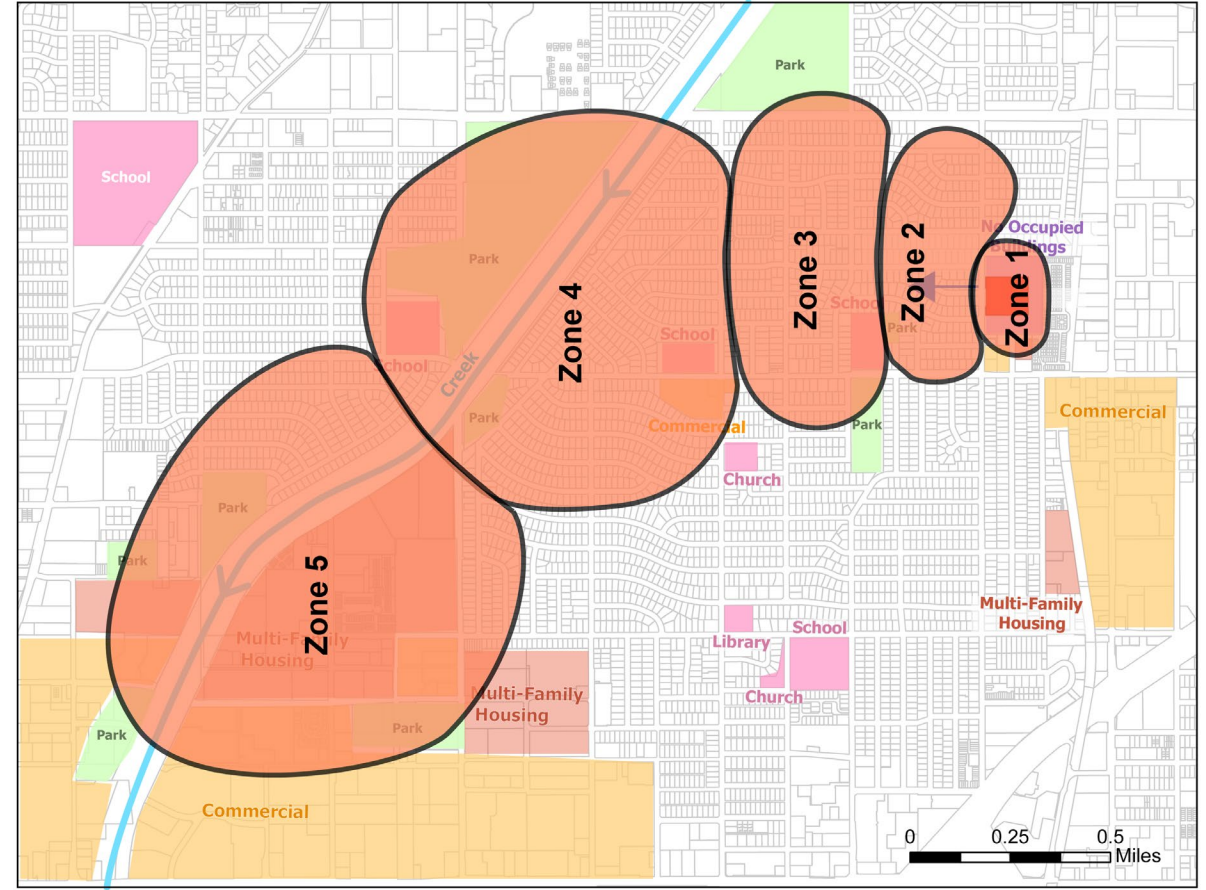 Park
School
No Occupied
Buildings
Zone 1
Zone 2
Zone 3
School
Park
Zone 4
Park
School
School
Creek
Park
Commercial
Park
Commercial
Church
Park
Park
Zone 5
Multi-Family
Housing
Multi-Family
Housing
Library
School
Church
Multi-Family
Housing
Park
Park
Commercial
0 0.25 0.5
Miles